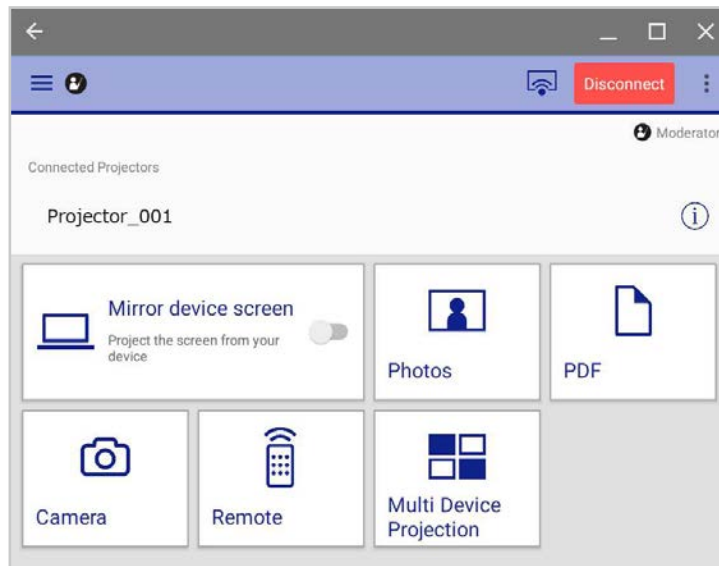 Disconnect
Moderator
Connected Projectors
Projector_001
Mirror device screen
Project the screen from your
device
Photos
PDF
Camera
Remote
Multi Device
Projection